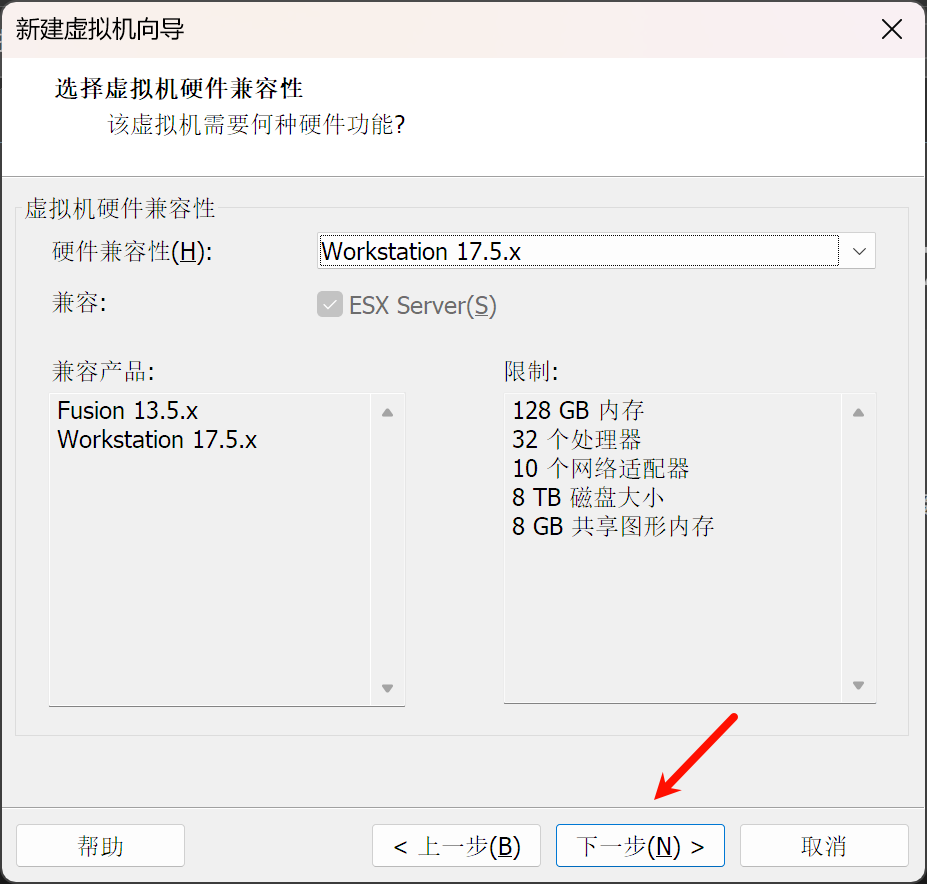 新建虚拟机向导
选择虚拟机硬件兼容性
该虚拟机需要何种硬件功能?
虚拟机硬件兼容性
硬件兼容性(H):
Workstation 17.5.x
兼容:
ESX Server(S)
兼容产品:
Fusion 13.5.x
Workstation 17.5.x
限制:
128 GB 内存
32 个处理器
10 个网络适配器
8 TB 磁盘大小
8 GB 共享图形内存
帮助
< 上一步(B)
下一步(N) >
取消